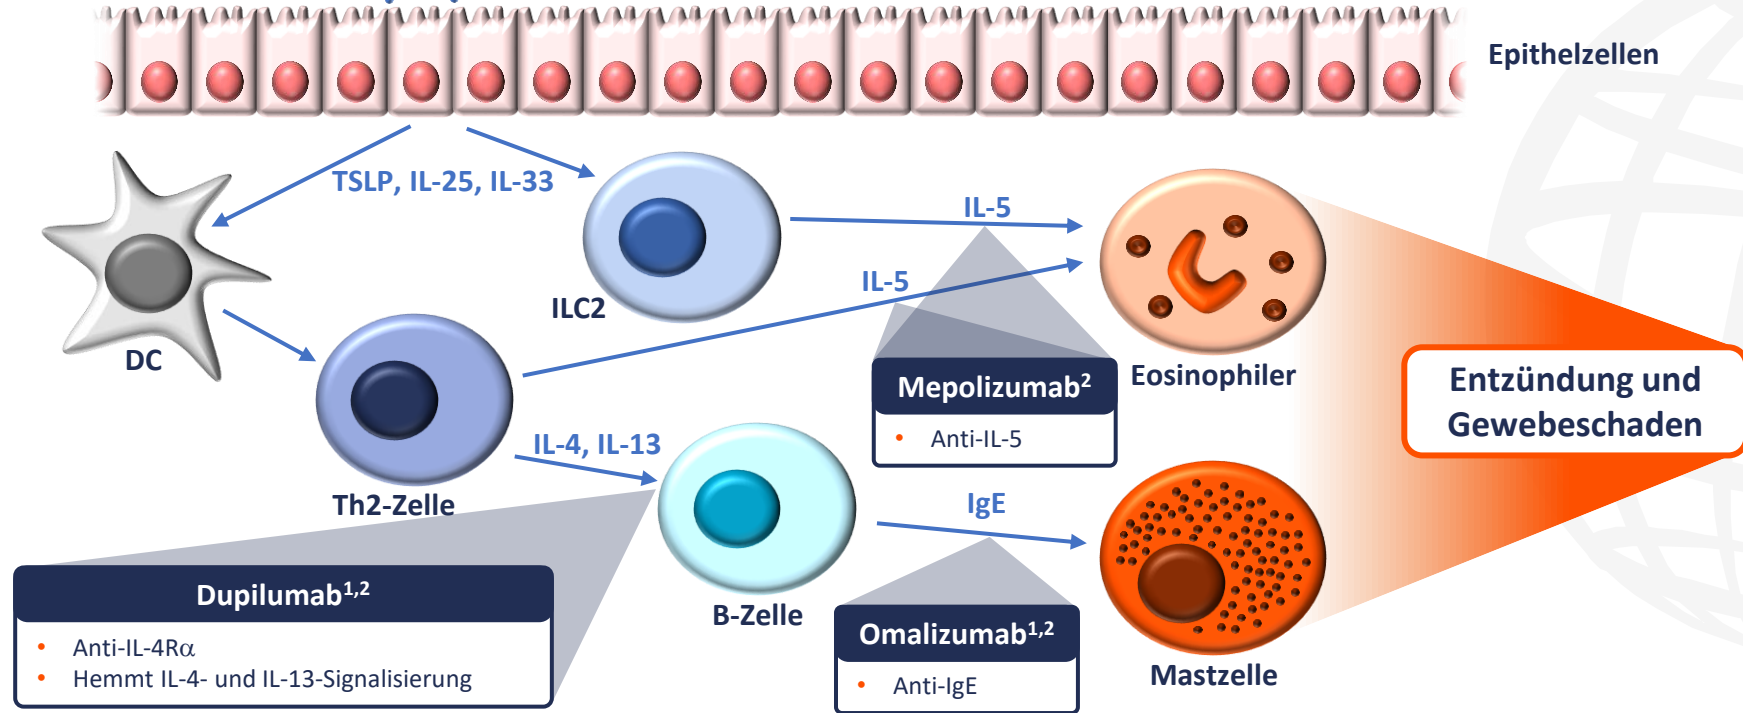 Epithelzellen
TSLP, IL-25, IL-33
IL-5
IL-5
ILC2
DC
Eosinophiler
Mepolizumab²
• Anti-IL-5
Entzündung und
Gewebeschaden
IL-4, IL-13
Th2-Zelle
IgE
Dupilumab¹,²
• Anti-IL-4Rα
• Hemmt IL-4- und IL-13-Signalisierung
B-Zelle
Omalizumab¹,²
• Anti-IgE
Mastzelle